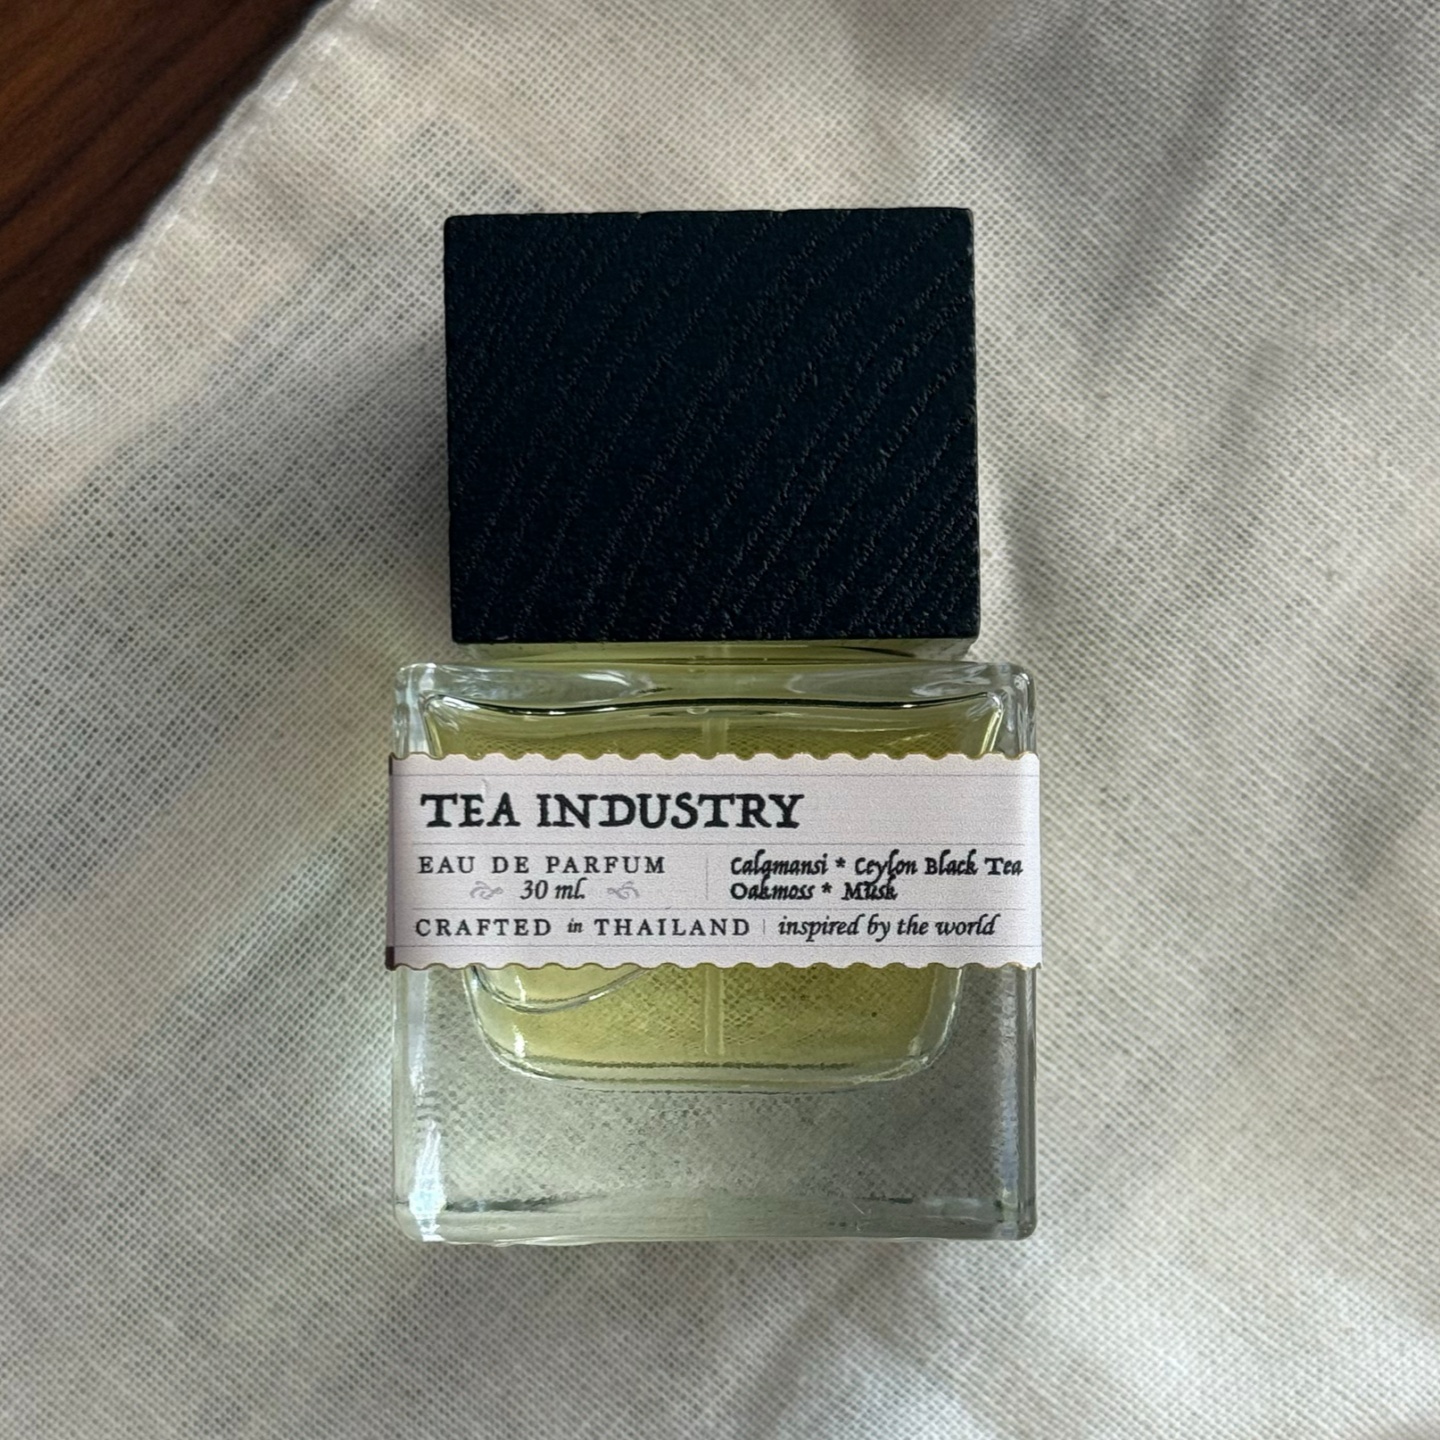 TEA INDUSTRY
EAU DE PARFUM
30 ml.
Calamansi * Ceylon Black Tea
Oakmoss * Musk
CRAFTED in THAILAND | inspired by the world